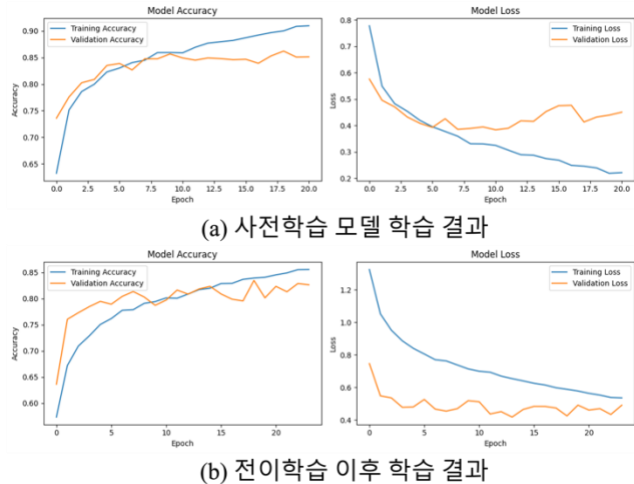 Model Accuracy
Training Accuracy
Validation Accuracy
Accuracy
0.90
0.85
0.80
0.75
0.70
0.65
0.0 2.5 5.0 7.5 10.0 12.5 15.0 17.5 20.0
Epoch
Model Loss
Training Loss
Validation Loss
Loss
0.8
0.7
0.6
0.5
0.4
0.3
0.2
0.0 2.5 5.0 7.5 10.0 12.5 15.0 17.5 20.0
Epoch
(a) 사전학습 모델 학습 결과
Model Accuracy
Training Accuracy
Validation Accuracy
Accuracy
0.85
0.80
0.75
0.70
0.65
0.60
0 5 10 15 20
Epoch
Model Loss
Training Loss
Validation Loss
Loss
1.2
1.0
0.8
0.6
0.4
0 5 10 15 20
Epoch
(b) 전이학습 이후 학습 결과